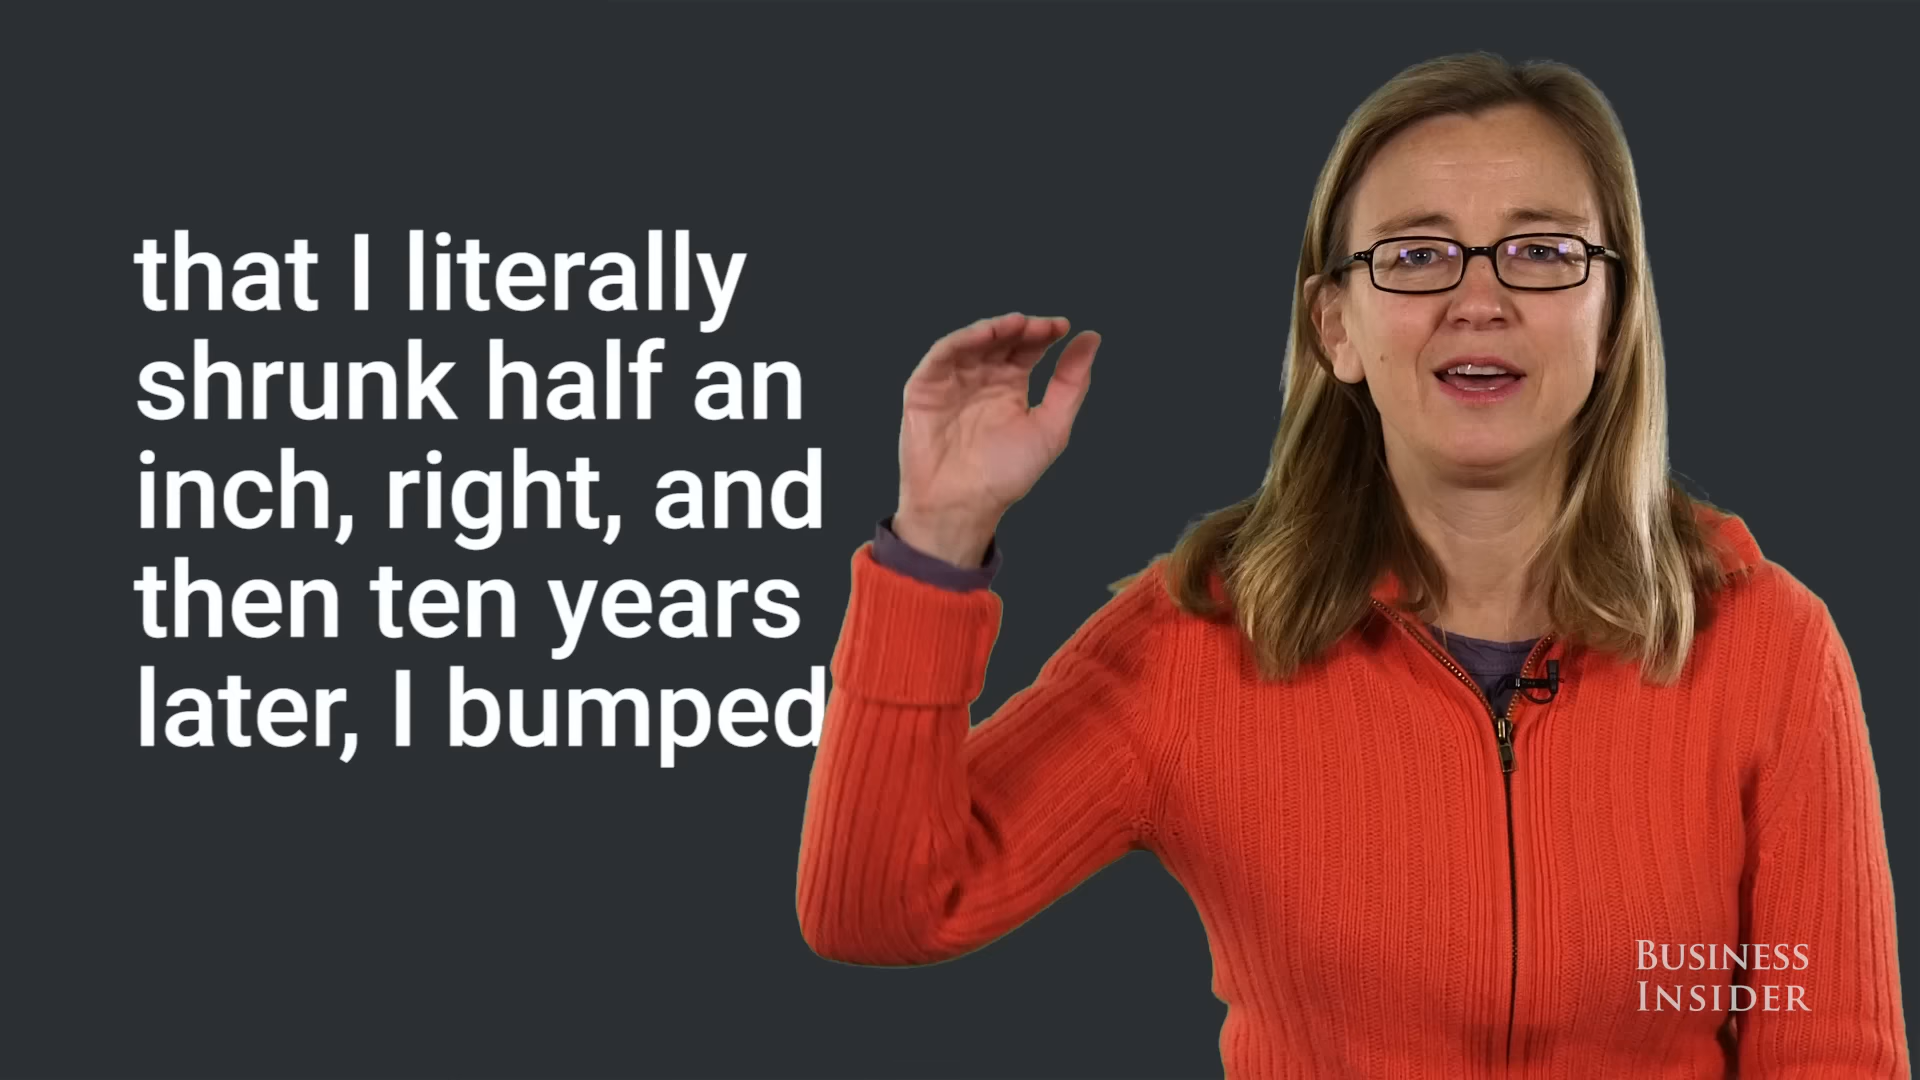 that I literally
shrunk half an
inch, right, and
then ten years
later, I bumped
BUSINESS
INSIDER